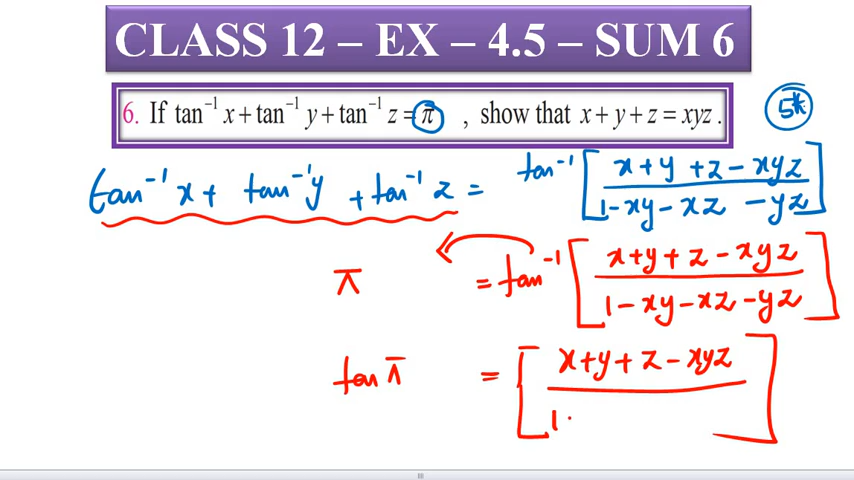 CLASS 12 – EX – 4.5 – SUM 6
6. If tan⁻¹ x + tan⁻¹ y + tan⁻¹ z = π , show that x + y + z = xyz .
5*
tan⁻¹ x + tan⁻¹ y + tan⁻¹ z = tan⁻¹ [ (x+y+z-xyz) / (1-xy-xz-yz) ]
π = tan⁻¹ [ (x+y+z-xyz) / (1-xy-xz-yz) ]
tan π = [ (x+y+z-xyz) / (1. ) ]